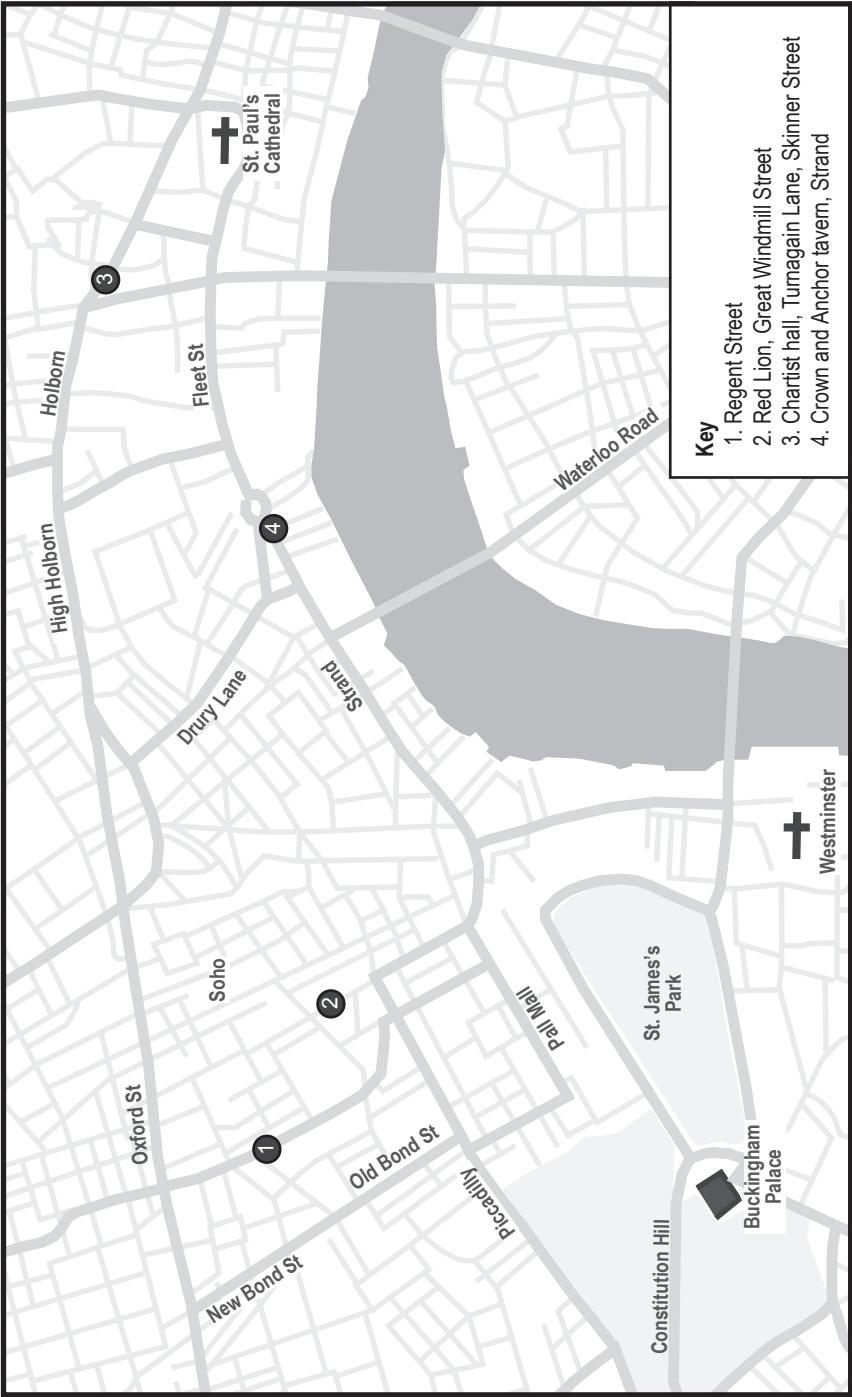 Holborn
High Holborn
3
St. Paul's
Cathedral
Fleet St
4
Drury Lane
Strand
Waterloo Road
Oxford St
Soho
2
1
New Bond St
Old Bond St
Piccadilly
Pall Mall
St. James's
Park
Constitution Hill
Buckingham
Palace
Westminster
Key
1. Regent Street
2. Red Lion, Great Windmill Street
3. Chartist hall, Turnagain Lane, Skinner Street
4. Crown and Anchor tavern, Strand